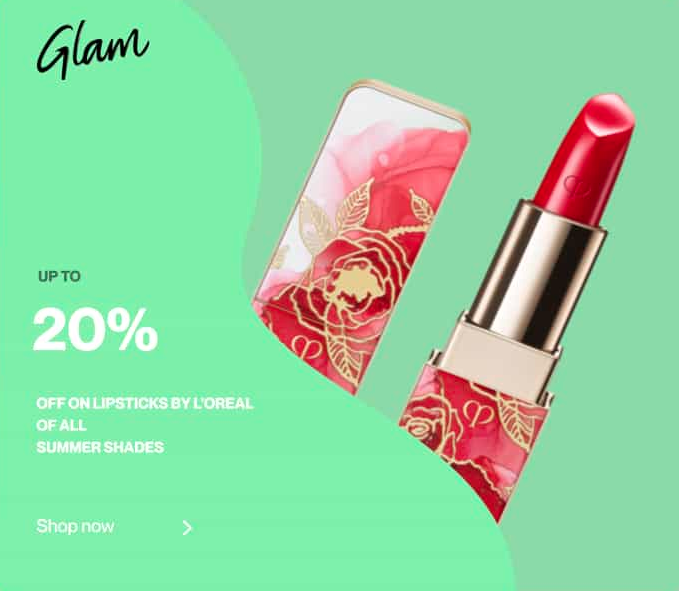 Glam
UP TO
20%
OFF ON LIPSTICKS BY L'OREAL
OF ALL
SUMMER SHADES
Shop now